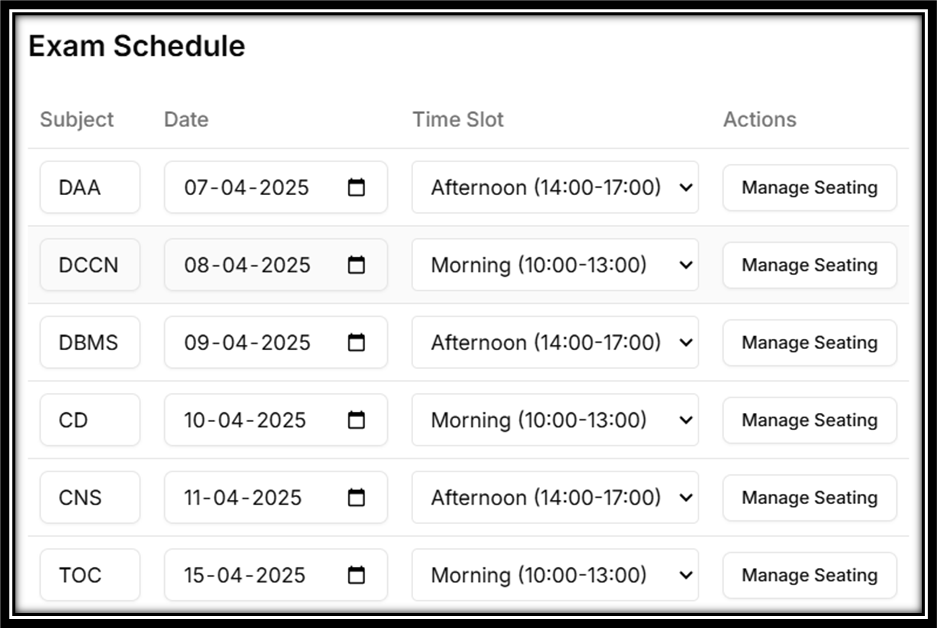 Exam Schedule
Subject Date Time Slot Actions
DAA 07-04-2025 Afternoon (14:00-17:00) Manage Seating
DCCN 08-04-2025 Morning (10:00-13:00) Manage Seating
DBMS 09-04-2025 Afternoon (14:00-17:00) Manage Seating
CD 10-04-2025 Morning (10:00-13:00) Manage Seating
CNS 11-04-2025 Afternoon (14:00-17:00) Manage Seating
TOC 15-04-2025 Morning (10:00-13:00) Manage Seating